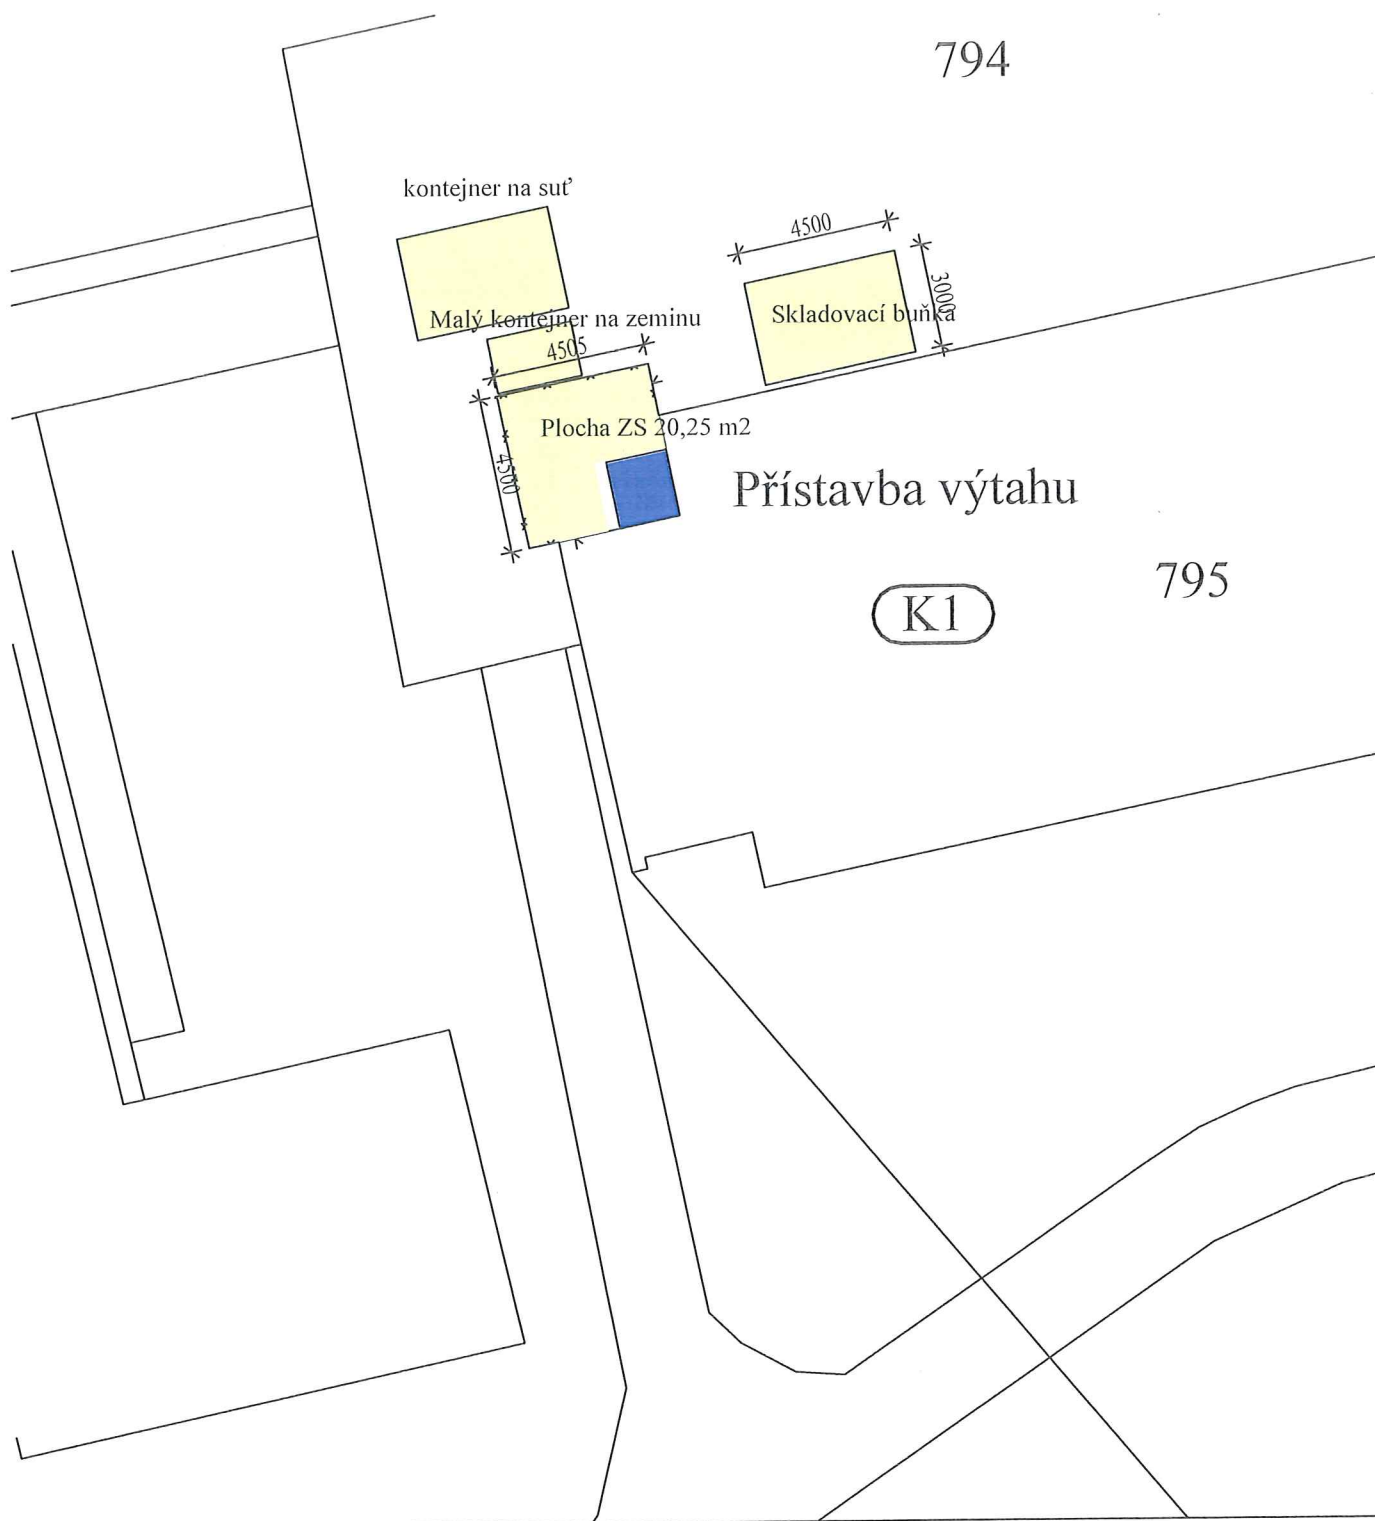 794
kontejner na suť
4500
3000
Malý kontejner na zeminu
Skladovací buňka
4505
Plocha ZS 20,25 m2
4500
Přístavba výtahu
795
K1